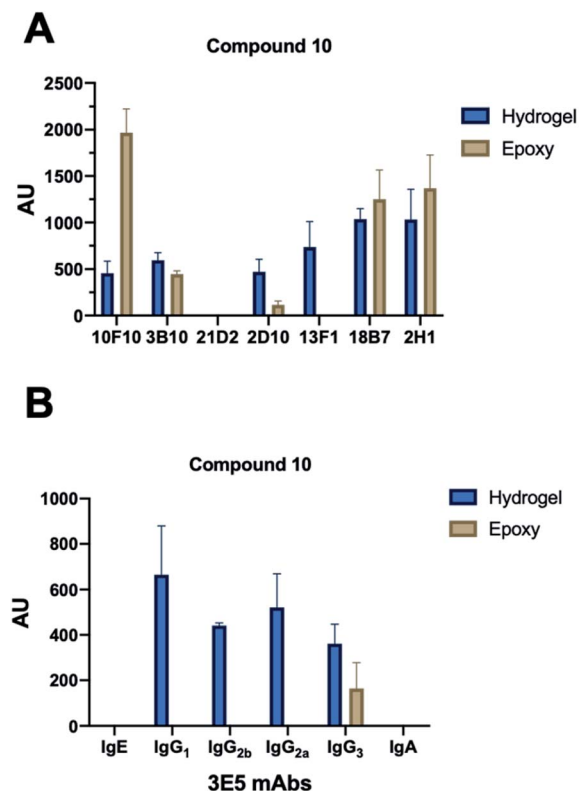 A
Compound 10
2500
2000
1500
1000
500
0
AU
10F10 3B10 21D2 2D10 13F1 18B7 2H1
Hydrogel
Epoxy
B
Compound 10
1000
800
600
400
200
0
AU
IgE IgG₁ IgG₂b IgG₂a IgG₃ IgA
3E5 mAbs
Hydrogel
Epoxy